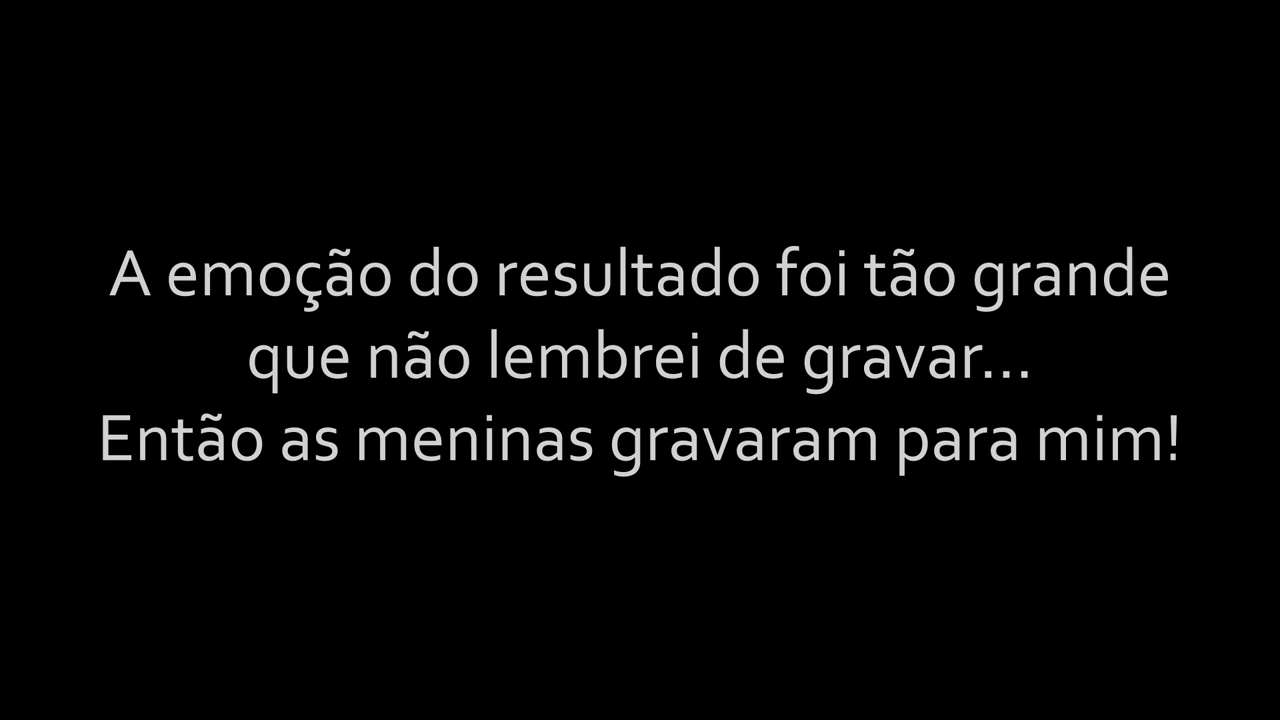 A emoção do resultado foi tão grande
que não lembrei de gravar...
Então as meninas gravaram para mim!